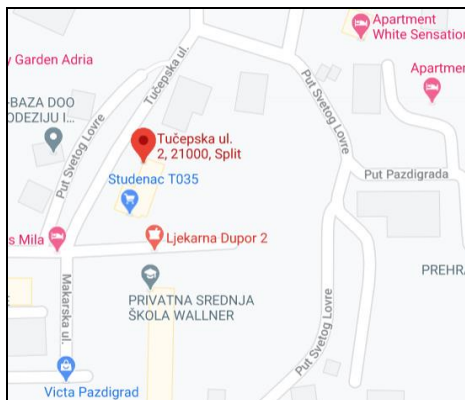 Apartment
White Sensation
y Garden Adria
Apartmen
Tučepska ul.
-BAZA DOO
ODEZIJU I...
Put Svetog Lovre
Tučepska ul.
2, 21000, Split
Studenac T035
Put Svetog Lovre
Put Pazdigrada
s Mila
Ljekarna Dupor 2
Makarska ul.
PRIVATNA SREDNJA
ŠKOLA WALLNER
PREHRA
Put Svetog Lovre
Victa Pazdigrad